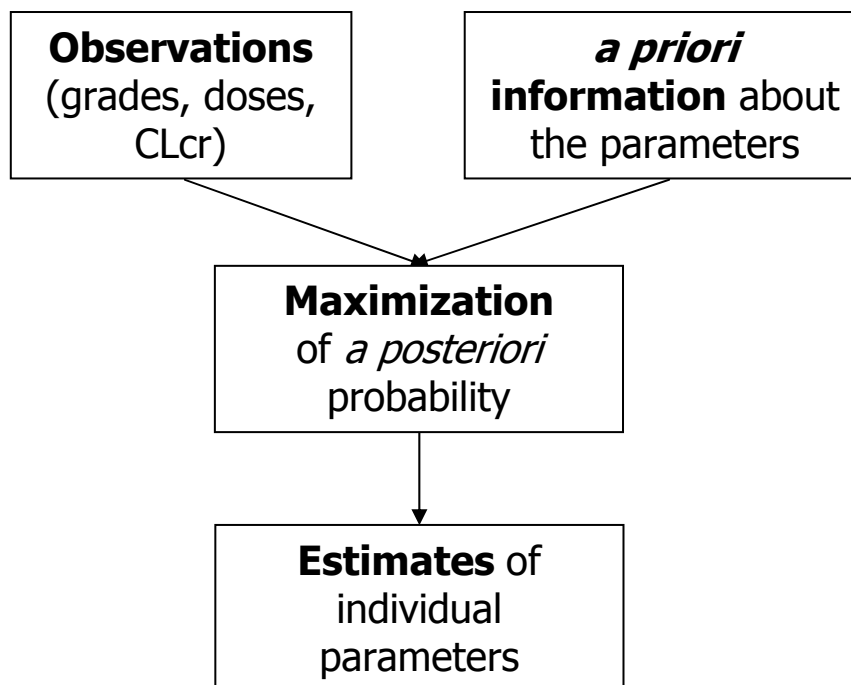 Observations
(grades, doses,
CLcr)
a priori
information about
the parameters
Maximization
of a posteriori
probability
Estimates of
individual
parameters